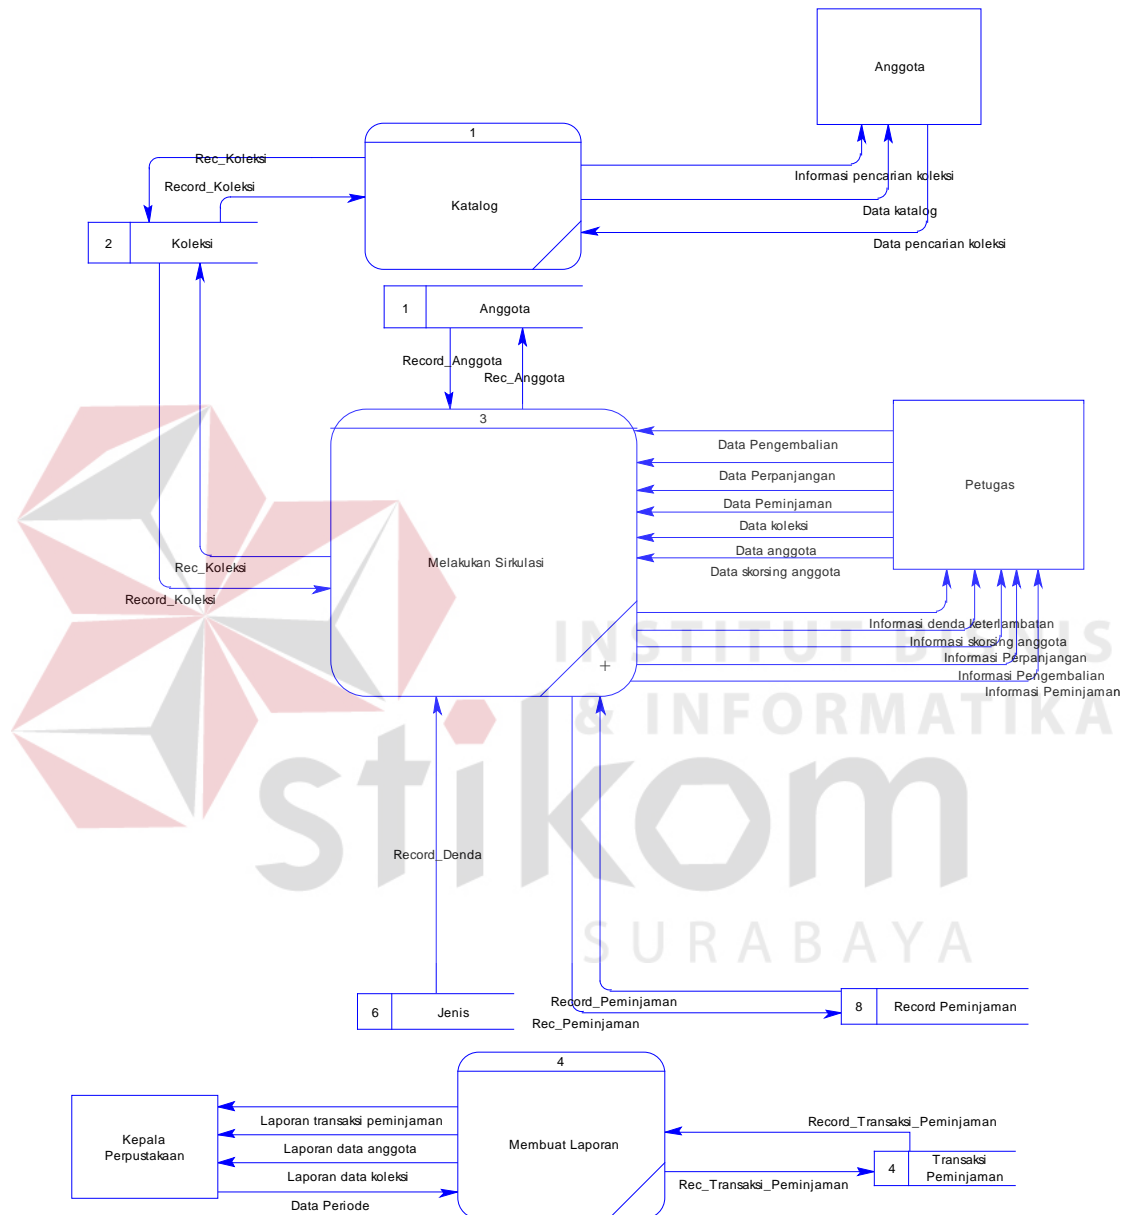 Anggota
1
Rec_Koleksi
Record_Koleksi
Informasi pencarian koleksi
Katalog
Data katalog
2
Koleksi
Data pencarian koleksi
1
Anggota
Record_Anggota
Rec_Anggota
3
Data Pengembalian
Data Perpanjangan
Petugas
Data Peminjaman
Data koleksi
Data anggota
Melakukan Sirkulasi
Rec_Koleksi
Data skorsing anggota
Record_Koleksi
Informasi denda keterlambatan
Informasi skorsing anggota
Informasi Perpanjangan
Informasi Pengembalian
Informasi Peminjaman
INSTITUT BISNIS
& INFORMATIKA
stikom
SURABAYA
Record_Denda
Record_Peminjaman
Rec_Peminjaman
6
Jenis
8
Record Peminjaman
4
Laporan transaksi peminjaman
Kepala
Perpustakaan
Laporan data anggota
Laporan data koleksi
Data Periode
Membuat Laporan
Record_Transaksi_Peminjaman
Rec_Transaksi_Peminjaman
4
Transaksi
Peminjaman